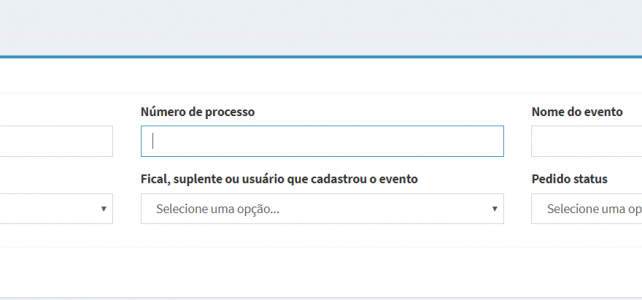 Número de processo
Nome do evento
Fical, suplente ou usuário que cadastrou o evento
Pedido status
Selecione uma opção...
Selecione uma op